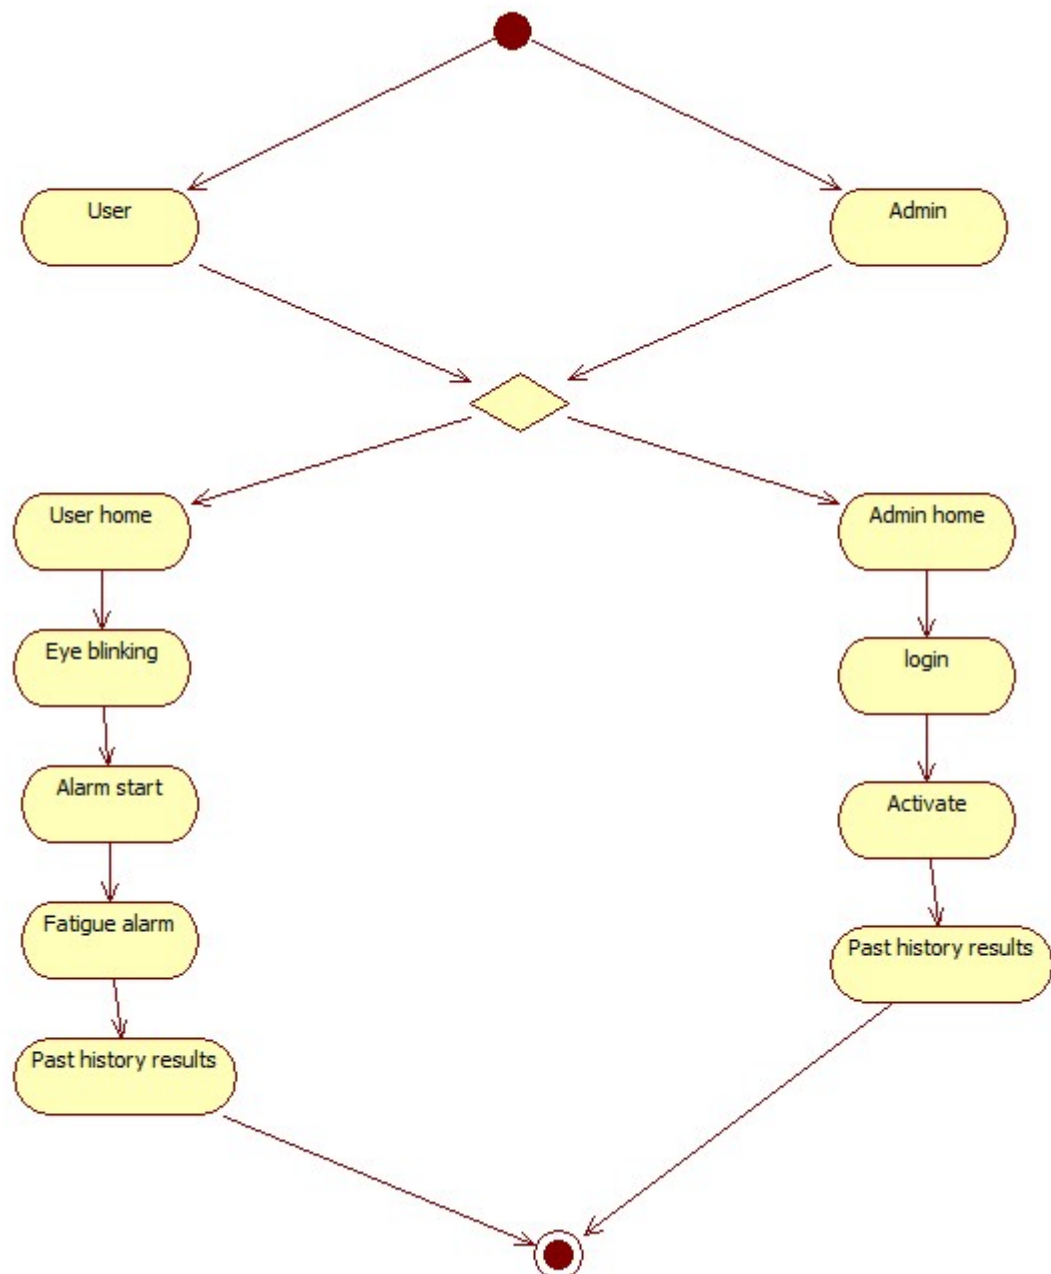 User
Admin
User home
Admin home
Eye blinking
login
Alarm start
Activate
Fatigue alarm
Past history results
Past history results